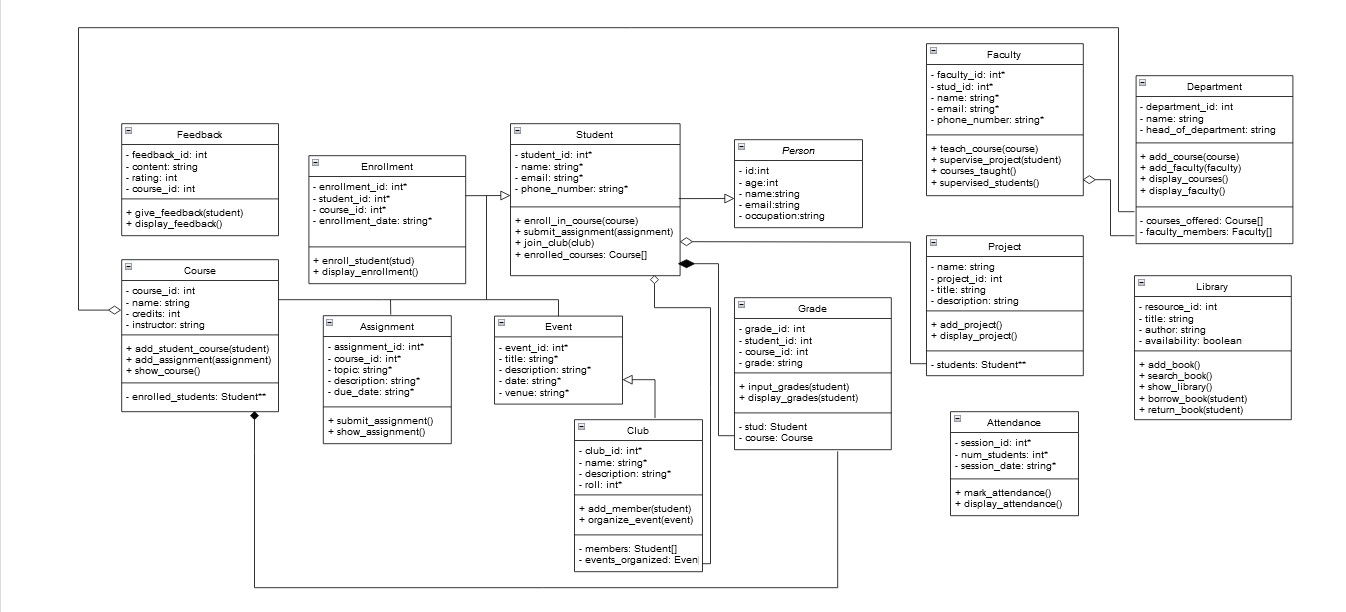 Feedback
- feedback_id: int
- content: string
- rating: int
- course_id: int
+ give_feedback(student)
+ display_feedback()
Enrollment
- enrollment_id: int*
- student_id: int*
- course_id: int*
- enrollment_date: string*
+ enroll_student(stud)
+ display_enrollment()
Student
- student_id: int*
- name: string*
- email: string*
- phone_number: string*
+ enroll_in_course(course)
+ submit_assignment(assignment)
+ join_club(club)
+ enrolled_courses: Course[]
Person
- id:int
- age:int
- name:string
- email:string
- occupation:string
Faculty
- faculty_id: int*
- stud_id: int*
- name: string*
- email: string*
- phone_number: string*
+ teach_course(course)
+ supervise_project(student)
+ courses_taught()
+ supervised_students()
Department
- department_id: int
- name: string
- head_of_department: string
+ add_course(course)
+ add_faculty(faculty)
+ display_courses()
+ display_faculty()
- courses_offered: Course[]
- faculty_members: Faculty[]
Course
- course_id: int
- name: string
- credits: int
- instructor: string
+ add_student_course(student)
+ add_assignment(assignment)
+ show_course()
- enrolled_students: Student**
Assignment
- assignment_id: int*
- course_id: int*
- topic: string*
- description: string*
- due_date: string*
+ submit_assignment()
+ show_assignment()
Event
- event_id: int*
- title: string*
- description: string*
- date: string*
- venue: string*
Club
- club_id: int*
- name: string*
- description: string*
- roll: int*
+ add_member(student)
+ organize_event(event)
- members: Student[]
- events_organized: Even
Grade
- grade_id: int
- student_id: int
- course_id: int
- grade: string
+ input_grades(student)
+ display_grades(student)
- stud: Student
- course: Course
Project
- name: string
- project_id: int
- title: string
- description: string
+ add_project()
+ display_project()
- students: Student**
Library
- resource_id: int
- title: string
- author: string
- availability: boolean
+ add_book()
+ search_book()
+ show_library()
+ borrow_book(student)
+ return_book(student)
Attendance
- session_id: int*
- num_students: int*
- session_date: string*
+ mark_attendance()
+ display_attendance()